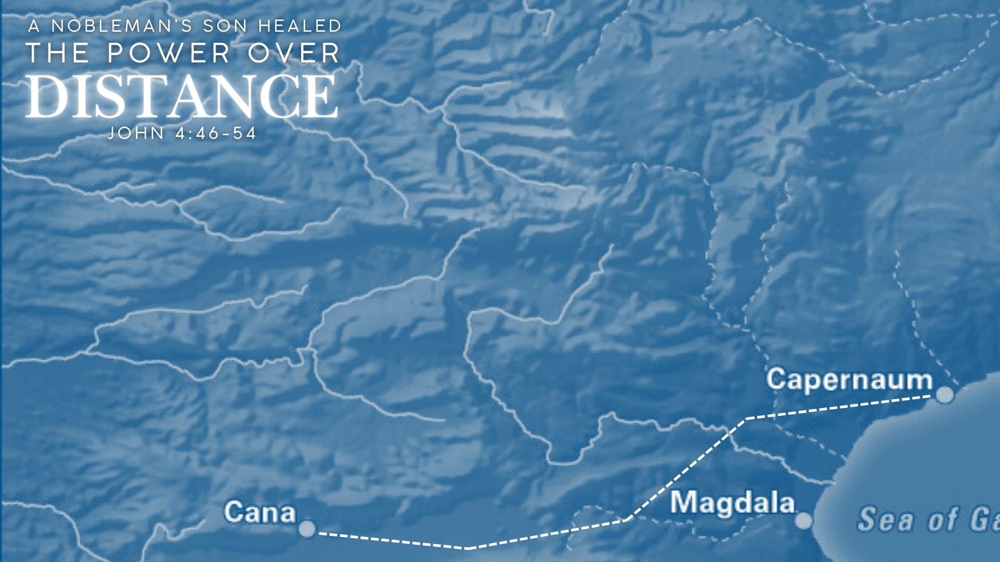 A NOBLEMAN'S SON HEALED
THE POWER OVER
DISTANCE
JOHN 4:46-54
Capernaum
Magdala
Cana
Sea of Ga